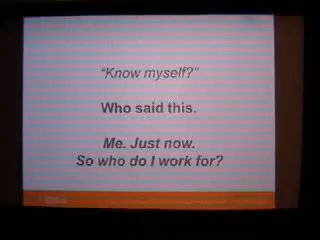 “Know myself?”
Who said this.
Me. Just now.
So who do I work for?